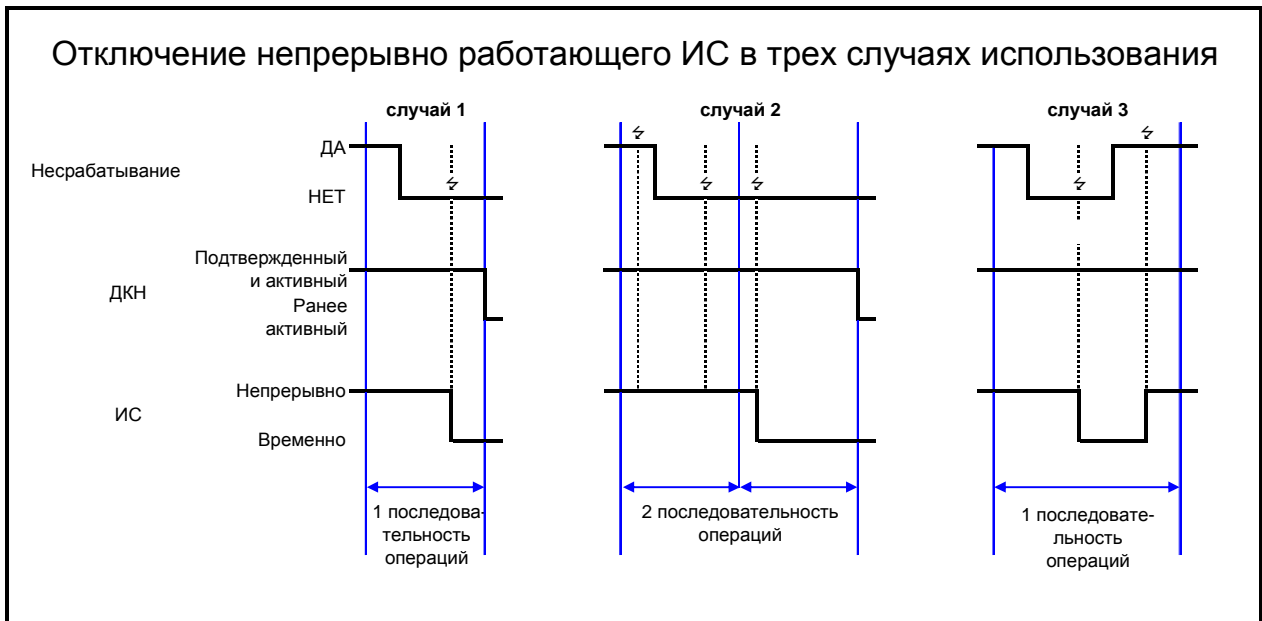 Отключение непрерывно работающего ИС в трех случаях использования
случай 1
случай 2
случай 3
Несрабатывание
ДА
НЕТ
ДКН
Подтвержденный
и активный
Ранее
активный
ИС
Непрерывно
Временно
1 последова-
тельность
операций
2 последовательность
операций
1 последовате-
льность
операций